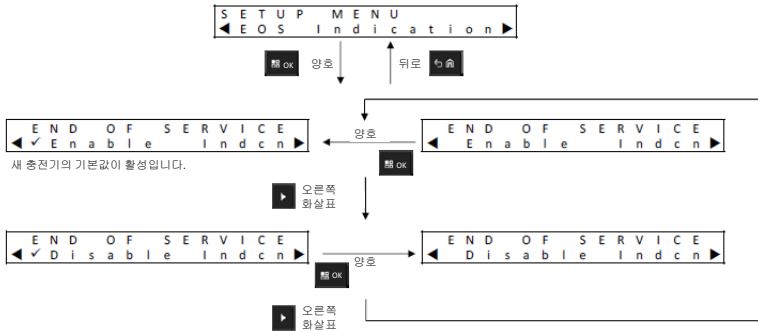 SETUP MENU
◀EOS Indication▶
OK 양호
뒤로
END OF SERVICE
◀✓Enable Indcn▶
양호
OK
END OF SERVICE
◀ Enable Indcn▶
새 충전기의 기본값이 활성입니다.
오른쪽
화살표
END OF SERVICE
◀✓Disable Indcn▶
양호
OK
END OF SERVICE
◀ Disable Indcn▶
오른쪽
화살표